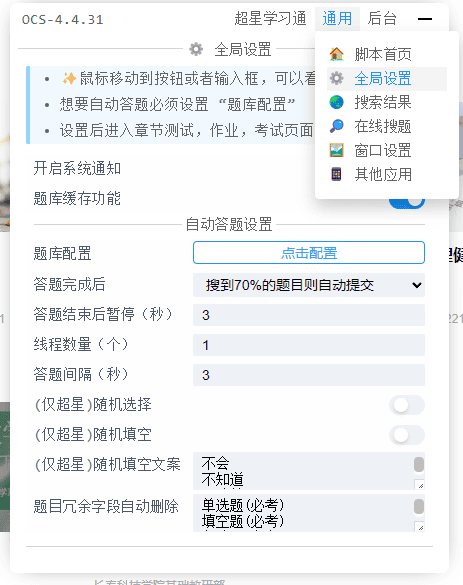 OCS-4.4.31 超星学习通 通用 后台
全局设置
脚本首页
全局设置
搜索结果
在线搜题
窗口设置
其他应用
✨鼠标移动到按钮或者输入框，可以看
想要自动答题必须设置 “题库配置”
设置后进入章节测试，作业，考试页面
开启系统通知
题库缓存功能
自动答题设置
题库配置 点击配置
答题完成后 搜到70%的题目则自动提交
答题结束后暂停（秒） 3
线程数量（个） 1
答题间隔（秒） 3
(仅超星)随机选择
(仅超星)随机填空
(仅超星)随机填空文案 不会
不知道
题目冗余字段自动删除 单选题(必考)
填空题(必考)